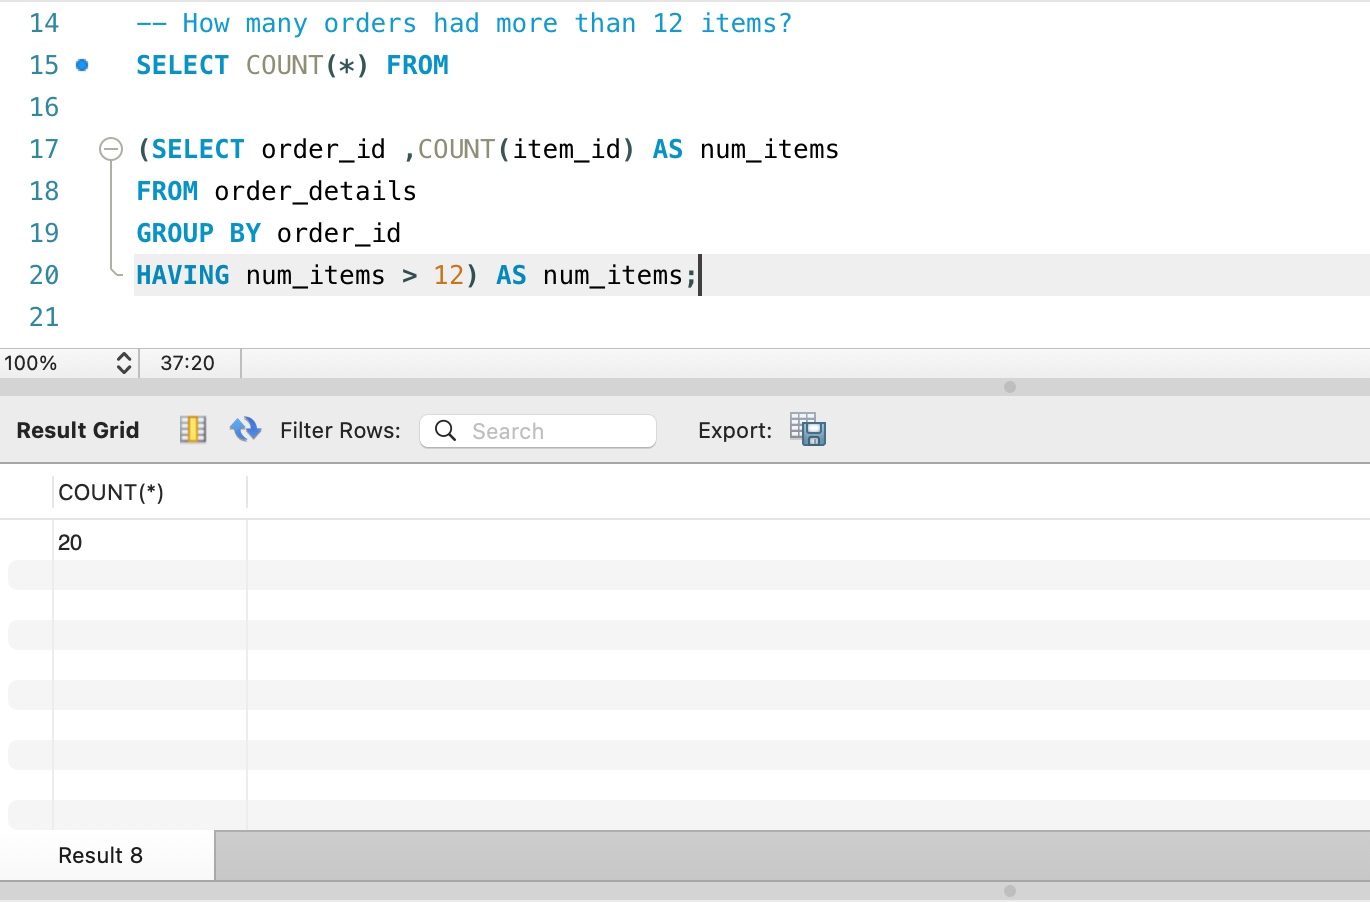 14 -- How many orders had more than 12 items?
15 SELECT COUNT(*) FROM
16
17 (SELECT order_id ,COUNT(item_id) AS num_items
18 FROM order_details
19 GROUP BY order_id
20 HAVING num_items > 12) AS num_items;
21
100% 37:20
Result Grid Filter Rows: Search Export:
COUNT(*)
20
Result 8